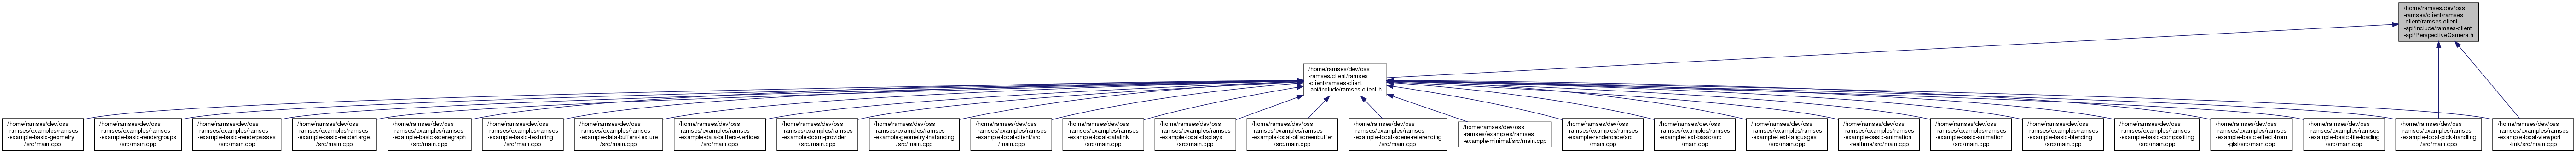 /home/ramses/dev/oss
-ramses/client/ramses
-client/ramses-client
-api/include/ramses-client
-api/PerspectiveCamera.h
/home/ramses/dev/oss
-ramses/client/ramses
-client/ramses-client
-api/include/ramses-client.h
/home/ramses/dev/oss
-ramses/examples/ramses
-example-basic-geometry
/src/main.cpp
/home/ramses/dev/oss
-ramses/examples/ramses
-example-basic-rendergroups
/src/main.cpp
/home/ramses/dev/oss
-ramses/examples/ramses
-example-basic-renderpasses
/src/main.cpp
/home/ramses/dev/oss
-ramses/examples/ramses
-example-basic-rendertarget
/src/main.cpp
/home/ramses/dev/oss
-ramses/examples/ramses
-example-basic-scenegraph
/src/main.cpp
/home/ramses/dev/oss
-ramses/examples/ramses
-example-basic-texturing
/src/main.cpp
/home/ramses/dev/oss
-ramses/examples/ramses
-example-data-buffers-texture
/src/main.cpp
/home/ramses/dev/oss
-ramses/examples/ramses
-example-data-buffers-vertices
/src/main.cpp
/home/ramses/dev/oss
-ramses/examples/ramses
-example-dcsm-provider
/src/main.cpp
/home/ramses/dev/oss
-ramses/examples/ramses
-example-geometry-instancing
/src/main.cpp
/home/ramses/dev/oss
-ramses/examples/ramses
-example-local-client/src
/main.cpp
/home/ramses/dev/oss
-ramses/examples/ramses
-example-local-datalink
/src/main.cpp
/home/ramses/dev/oss
-ramses/examples/ramses
-example-local-displays
/src/main.cpp
/home/ramses/dev/oss
-ramses/examples/ramses
-example-local-offscreenbuffer
/src/main.cpp
/home/ramses/dev/oss
-ramses/examples/ramses
-example-local-scene-referencing
/src/main.cpp
/home/ramses/dev/oss
-ramses/examples/ramses
-example-minimal/src/main.cpp
/home/ramses/dev/oss
-ramses/examples/ramses
-example-renderonce/src
/main.cpp
/home/ramses/dev/oss
-ramses/examples/ramses
-example-text-basic/src
/main.cpp
/home/ramses/dev/oss
-ramses/examples/ramses
-example-text-languages
/src/main.cpp
/home/ramses/dev/oss
-ramses/examples/ramses
-example-basic-animation
-realtime/src/main.cpp
/home/ramses/dev/oss
-ramses/examples/ramses
-example-basic-animation
/src/main.cpp
/home/ramses/dev/oss
-ramses/examples/ramses
-example-basic-blending
/src/main.cpp
/home/ramses/dev/oss
-ramses/examples/ramses
-example-basic-compositing
/src/main.cpp
/home/ramses/dev/oss
-ramses/examples/ramses
-example-basic-effect-from
-glsl/src/main.cpp
/home/ramses/dev/oss
-ramses/examples/ramses
-example-basic-file-loading
/src/main.cpp
/home/ramses/dev/oss
-ramses/examples/ramses
-example-local-pick-handling
/src/main.cpp
/home/ramses/dev/oss
-ramses/examples/ramses
-example-local-viewport
-link/src/main.cpp